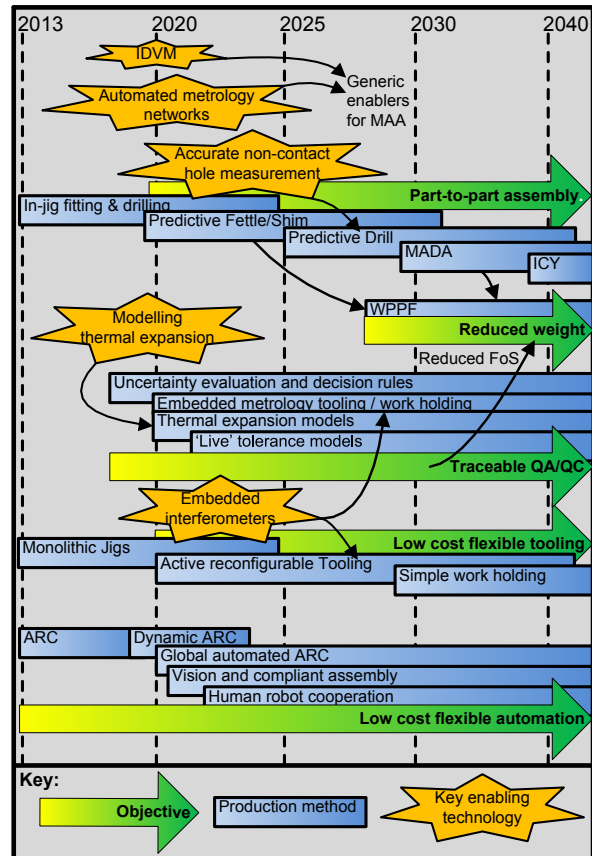 2013 2020 2025 2030 2040
IDVM
Automated metrology
networks
Generic
enablers
for MAA
Accurate non-contact
hole measurement
Part-to-part assembly.
In-jig fitting & drilling
Predictive Fettle/Shim
Predictive Drill
MADA
ICY
WPPF
Modelling
thermal expansion
Reduced weight
Reduced FoS
Uncertainty evaluation and decision rules
Embedded metrology tooling / work holding
Thermal expansion models
'Live' tolerance models
Traceable QA/QC
Embedded
interferometers
Low cost flexible tooling
Monolithic Jigs
Active reconfigurable Tooling
Simple work holding
ARC
Dynamic ARC
Global automated ARC
Vision and compliant assembly
Human robot cooperation
Low cost flexible automation
Key:
Objective
Production method
Key enabling
technology